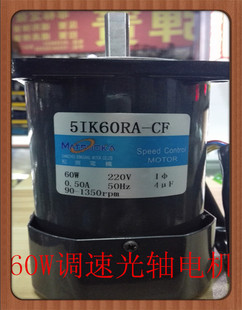 5IK60RA-CF
Speed Control
MOTOR
60W 220V 1Φ
0.50A 50Hz 4μF
90-1350rpm
60W调速光轴电机